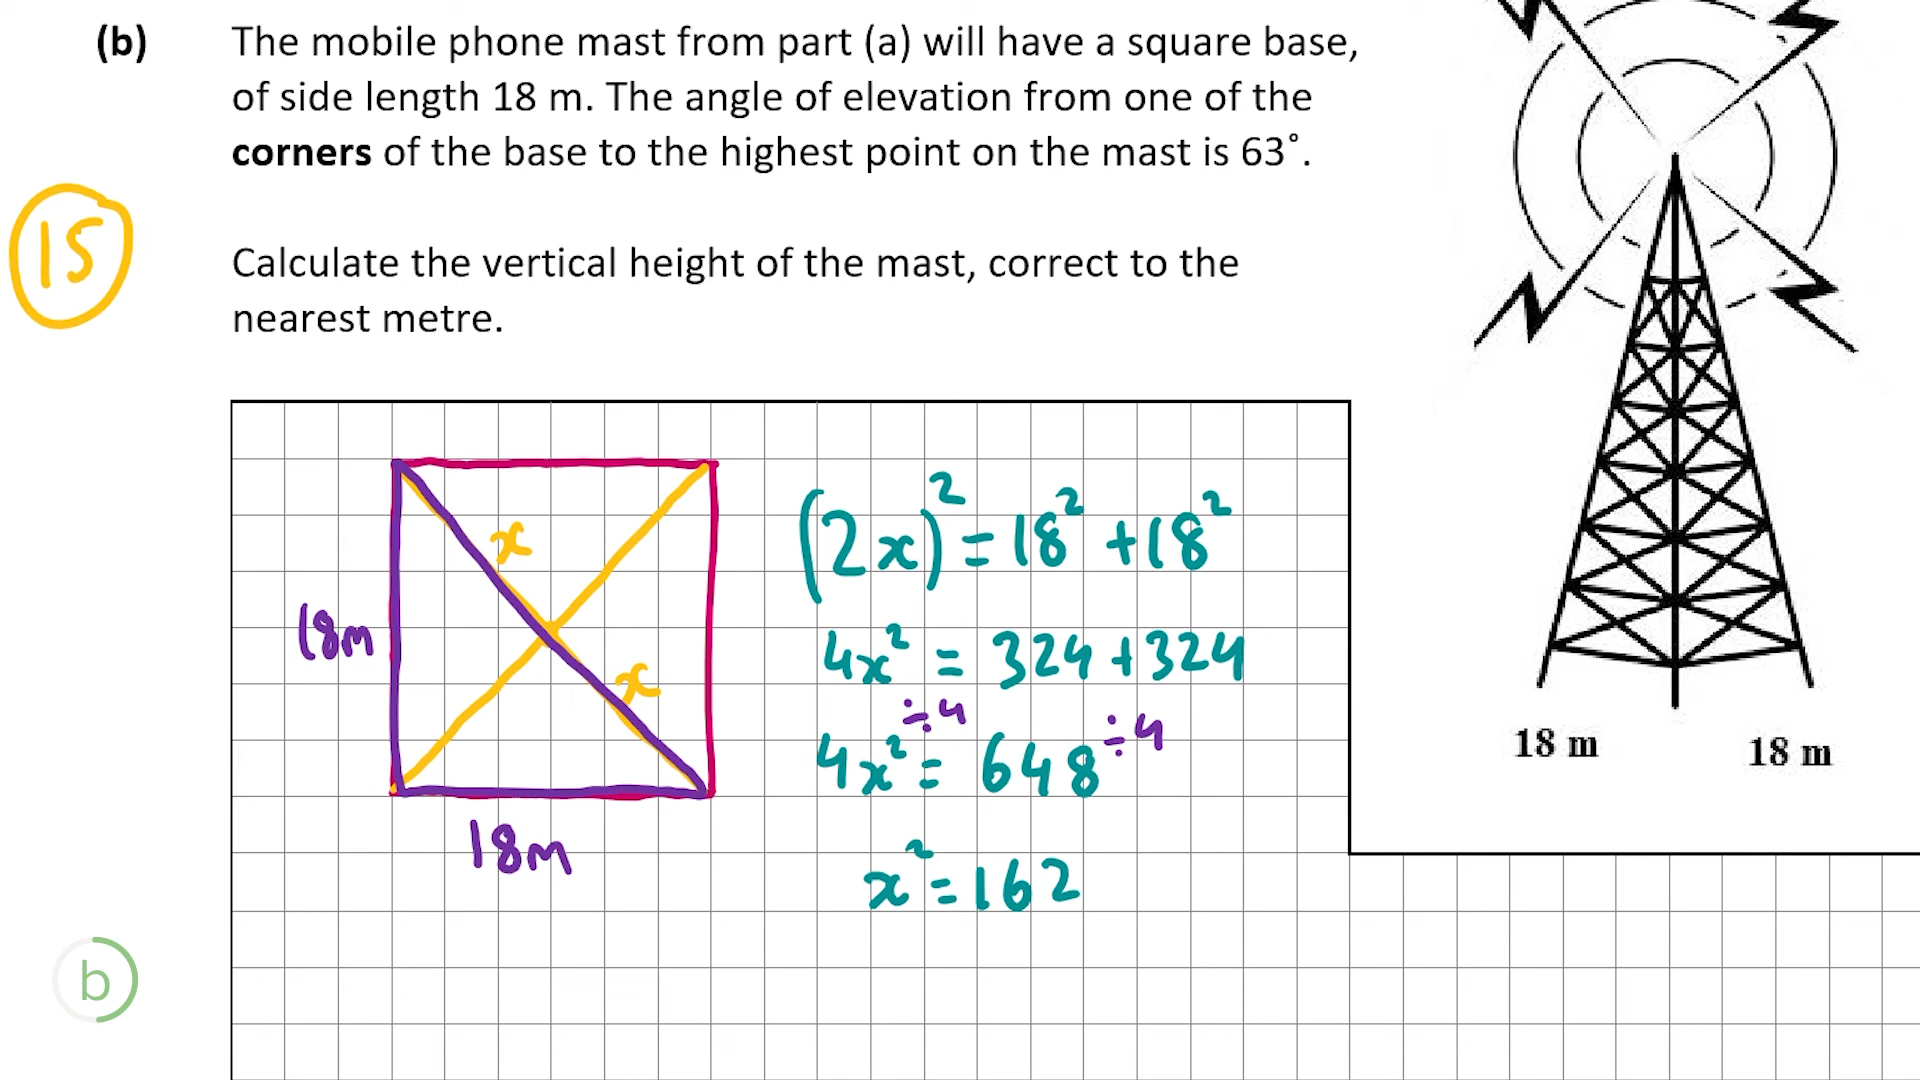 (b) The mobile phone mast from part (a) will have a square base,
of side length 18 m. The angle of elevation from one of the
corners of the base to the highest point on the mast is 63°.
15
Calculate the vertical height of the mast, correct to the
nearest metre.
x
x
18m
18m
(2x)² = 18² + 18²
4x² = 324 + 324
÷4 ÷4
4x² = 648
x² = 162
18 m 18 m
b